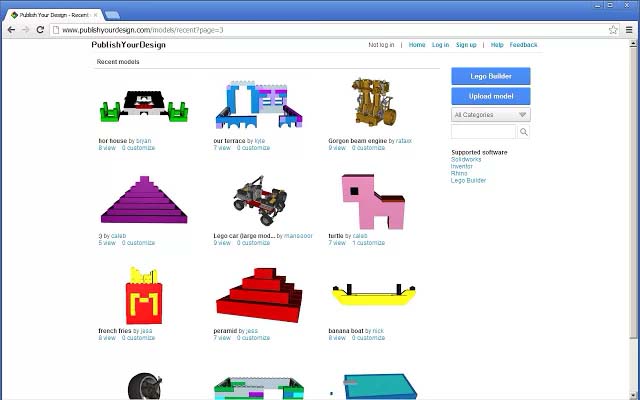 Publish Your Design - Recent
www.publishyourdesign.com/models/recent?page=3
PublishYourDesign
Not log in | Home Log in Sign up | Help Feedback
Recent models
Lego Builder
Upload model
All Categories
Supported software
Solidworks
Inventor
Rhino
Lego Builder
hor house by bryan
8 view 0 customize
our terrace by kyle
7 view 0 customize
Gorgon beam engine by rataxx
9 view 0 customize
:) by caleb
5 view 0 customize
Lego car (large mod... by mansoor
9 view 0 customize
turtle by caleb
7 view 1 customize
M
french fries by jess
8 view 0 customize
peramid by jess
7 view 0 customize
banana boat by nick
8 view 0 customize